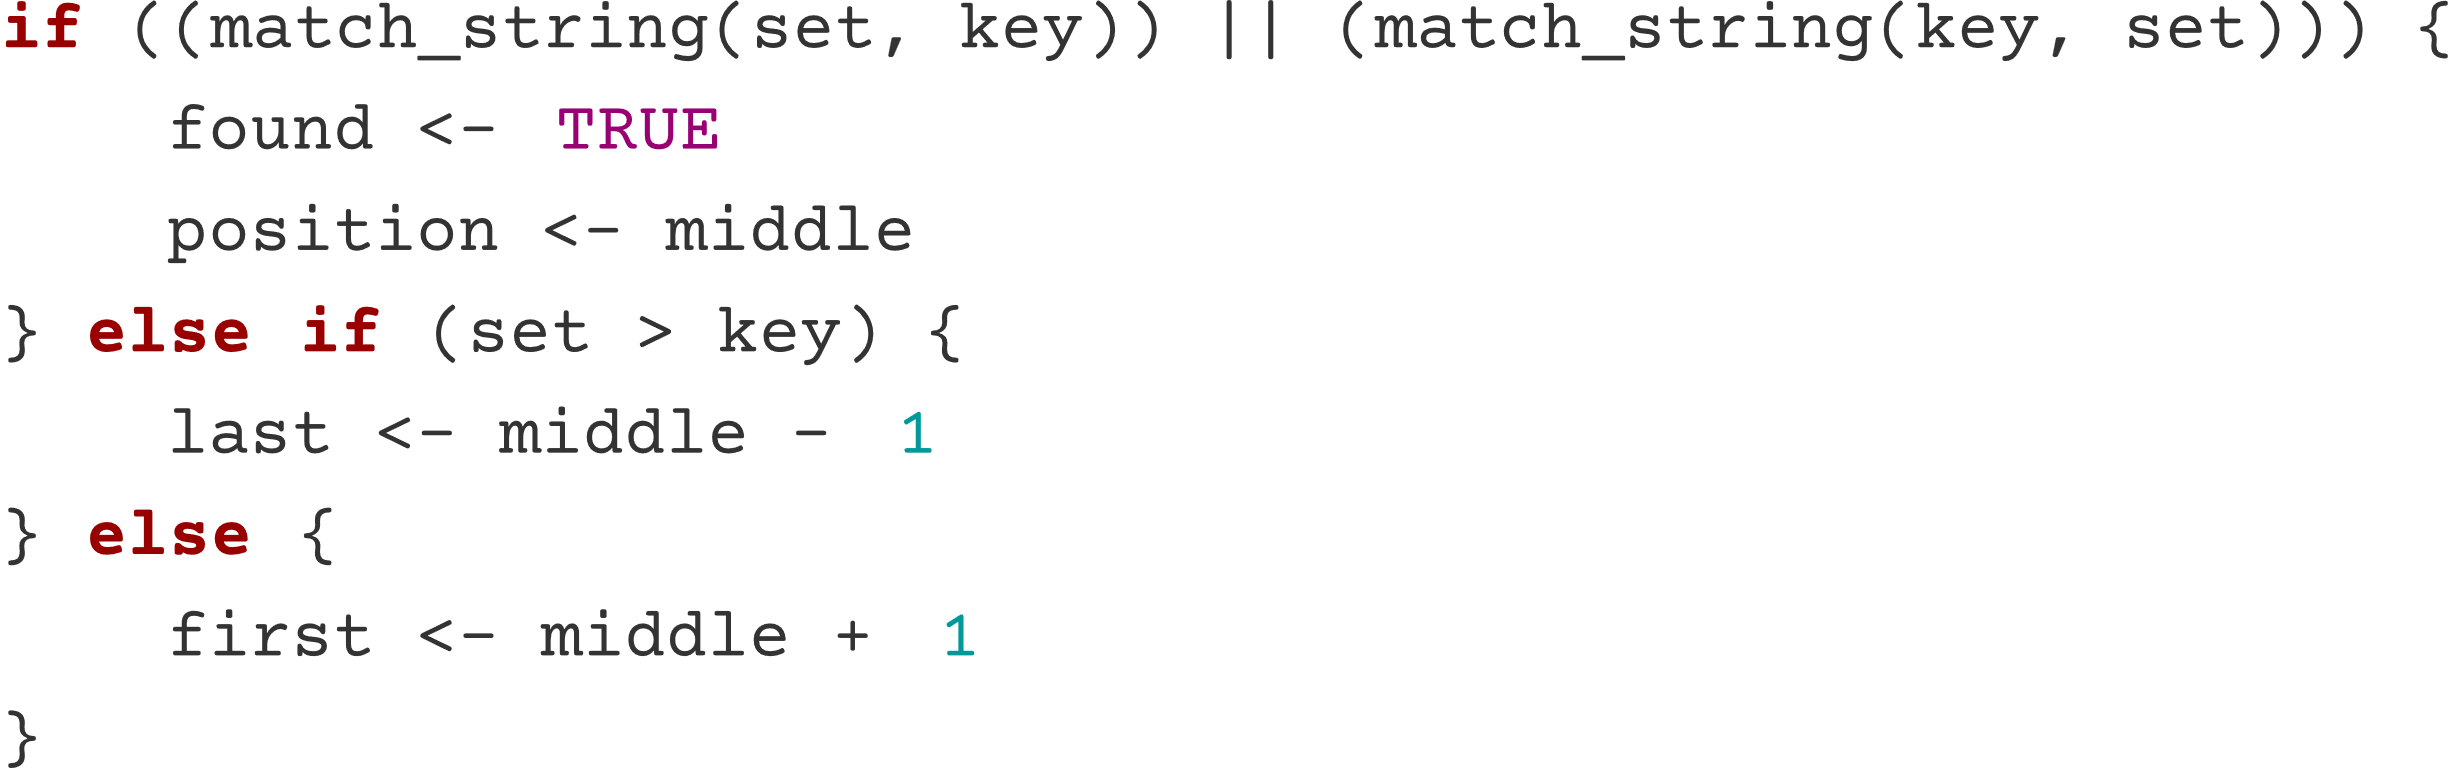 if ((match_string(set, key)) || (match_string(key, set))) {
    found <- TRUE
    position <- middle
} else if (set > key) {
    last <- middle - 1
} else {
    first <- middle + 1
}